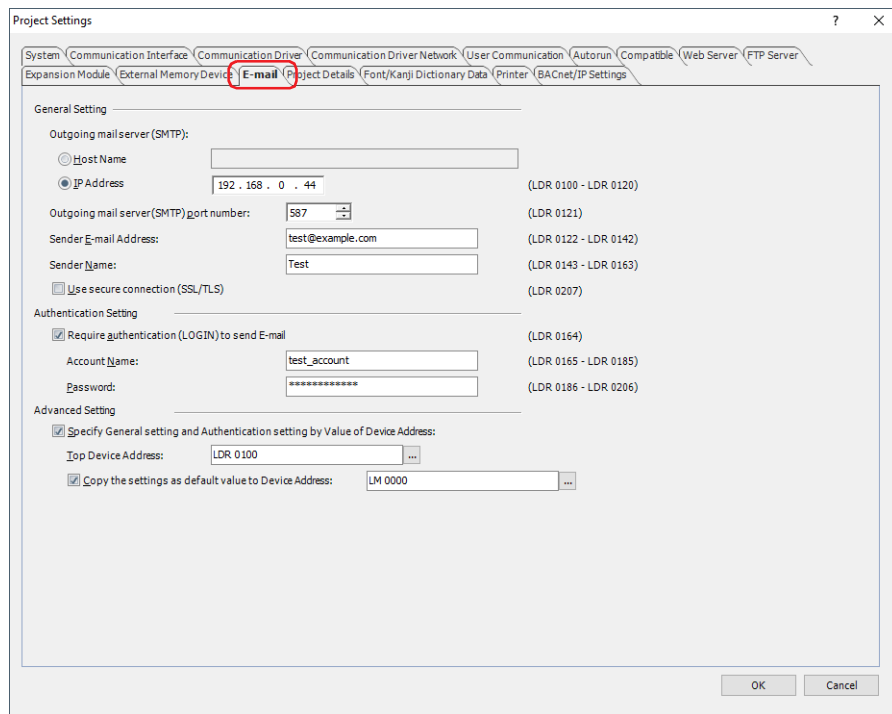 Project Settings ? ×
System Communication Interface Communication Driver Communication Driver Network User Communication Autorun Compatible Web Server FTP Server
Expansion Module External Memory Device E-mail Project Details Font/Kanji Dictionary Data Printer BACnet/IP Settings
General Setting
Outgoing mail server (SMTP):
Host Name
IP Address 192 . 168 . 0 . 44 (LDR 0100 - LDR 0120)
Outgoing mail server(SMTP) port number: 587 (LDR 0121)
Sender E-mail Address: test@example.com (LDR 0122 - LDR 0142)
Sender Name: Test (LDR 0143 - LDR 0163)
Use secure connection (SSL/TLS) (LDR 0207)
Authentication Setting
Require authentication (LOGIN) to send E-mail (LDR 0164)
Account Name: test_account (LDR 0165 - LDR 0185)
Password: ************ (LDR 0186 - LDR 0206)
Advanced Setting
Specify General setting and Authentication setting by Value of Device Address:
Top Device Address: LDR 0100 ...
Copy the settings as default value to Device Address: LM 0000 ...
OK Cancel